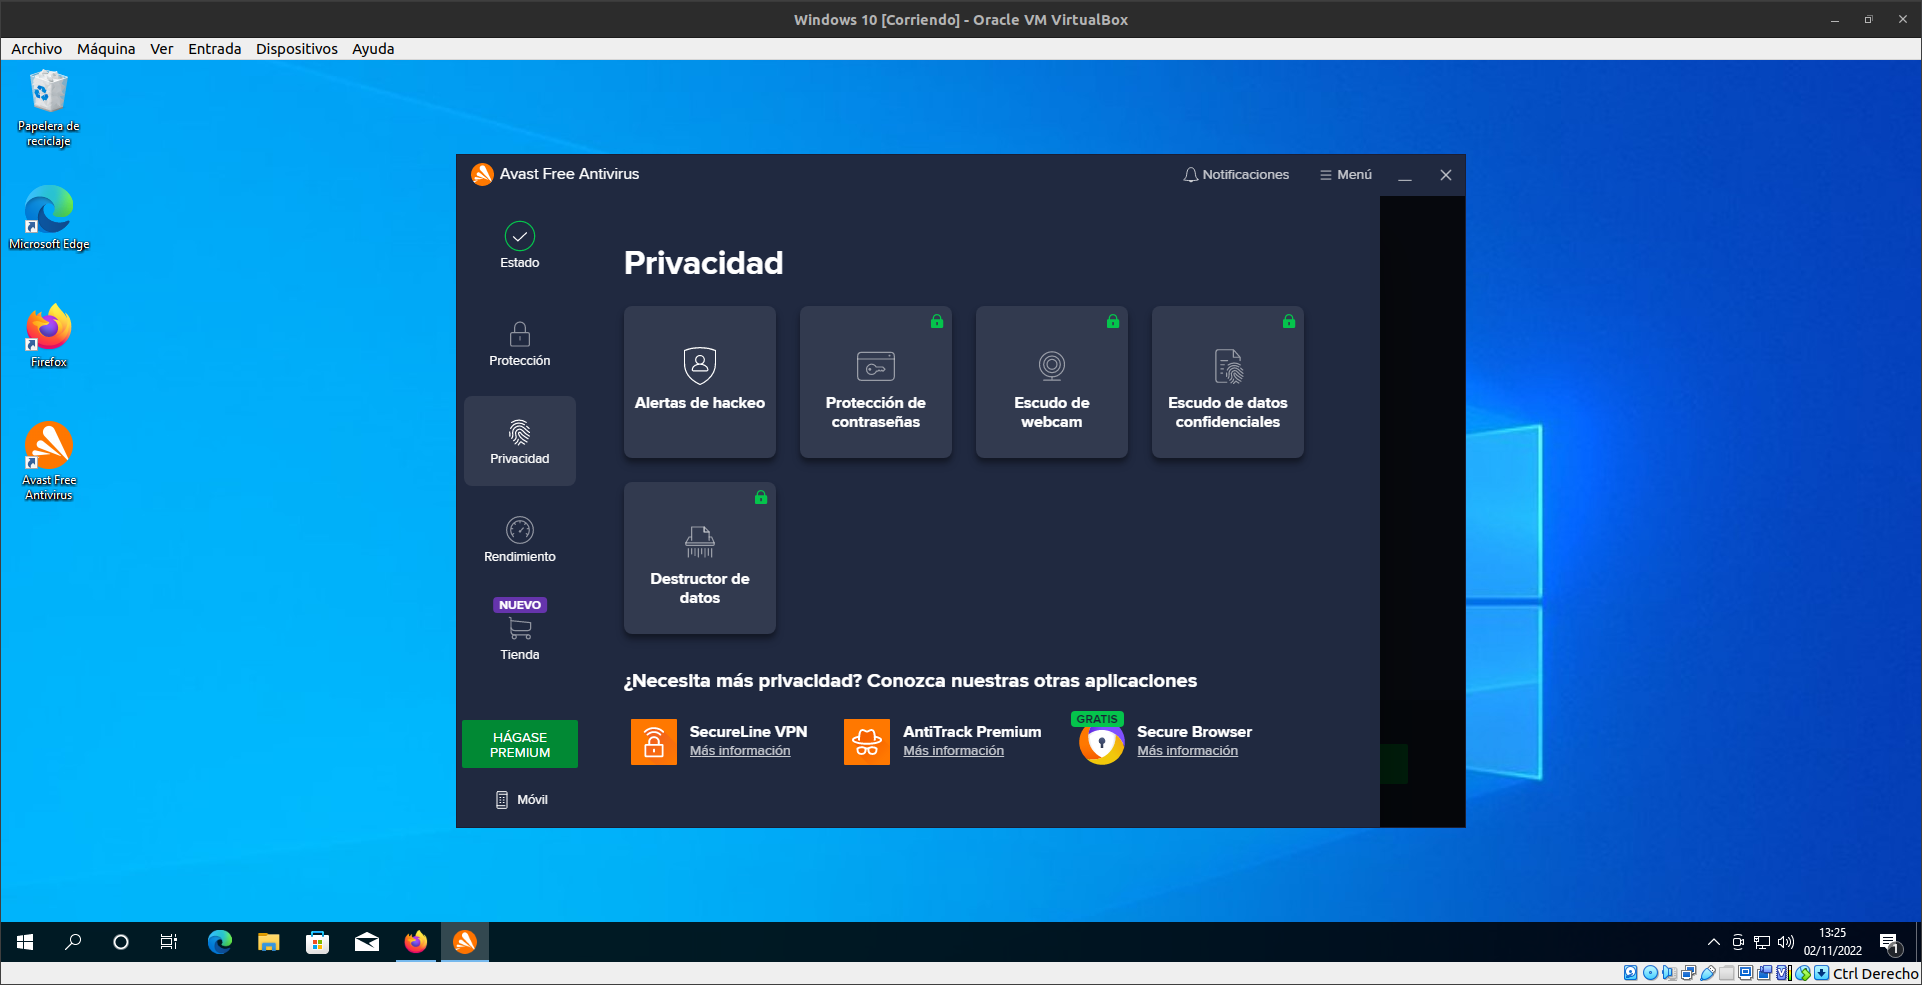 Windows 10 [Corriendo] - Oracle VM VirtualBox
Archivo Máquina Ver Entrada Dispositivos Ayuda
Papelera de
reciclaje
Microsoft Edge
Firefox
Avast Free
Antivirus
Avast Free Antivirus
Notificaciones
Menú
Estado
Protección
Privacidad
Rendimiento
NUEVO
Tienda
HÁGASE
PREMIUM
Móvil
Privacidad
Alertas de hackeo
Protección de
contraseñas
Escudo de
webcam
Escudo de datos
confidenciales
Destructor de
datos
¿Necesita más privacidad? Conozca nuestras otras aplicaciones
SecureLine VPN
Más información
AntiTrack Premium
Más información
GRATIS
Secure Browser
Más información
13:25
02/11/2022
1
Ctrl Derecho